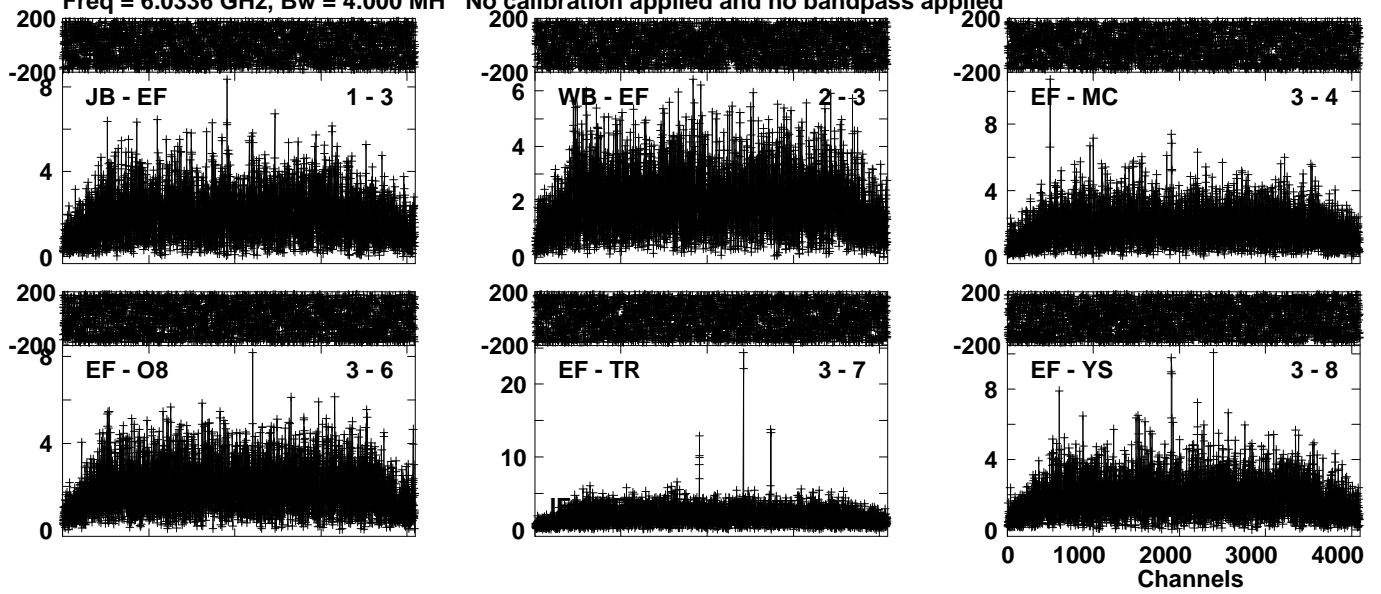 Freq = 6.0336 GHz, Bw = 4.000 MH No calibration applied and no bandpass applied
200 200 200
-200 -200 -200
8 6 8
JB - EF 1 - 3 WB - EF 2 - 3 EF - MC 3 - 4
4 4 4
2
0 0 0
200 200 200
-200 -200 -200
8 20 8
EF - O8 3 - 6 EF - TR 3 - 7 EF - YS 3 - 8
4 10 4
0 0 0
0 1000 2000 3000 4000
Channels